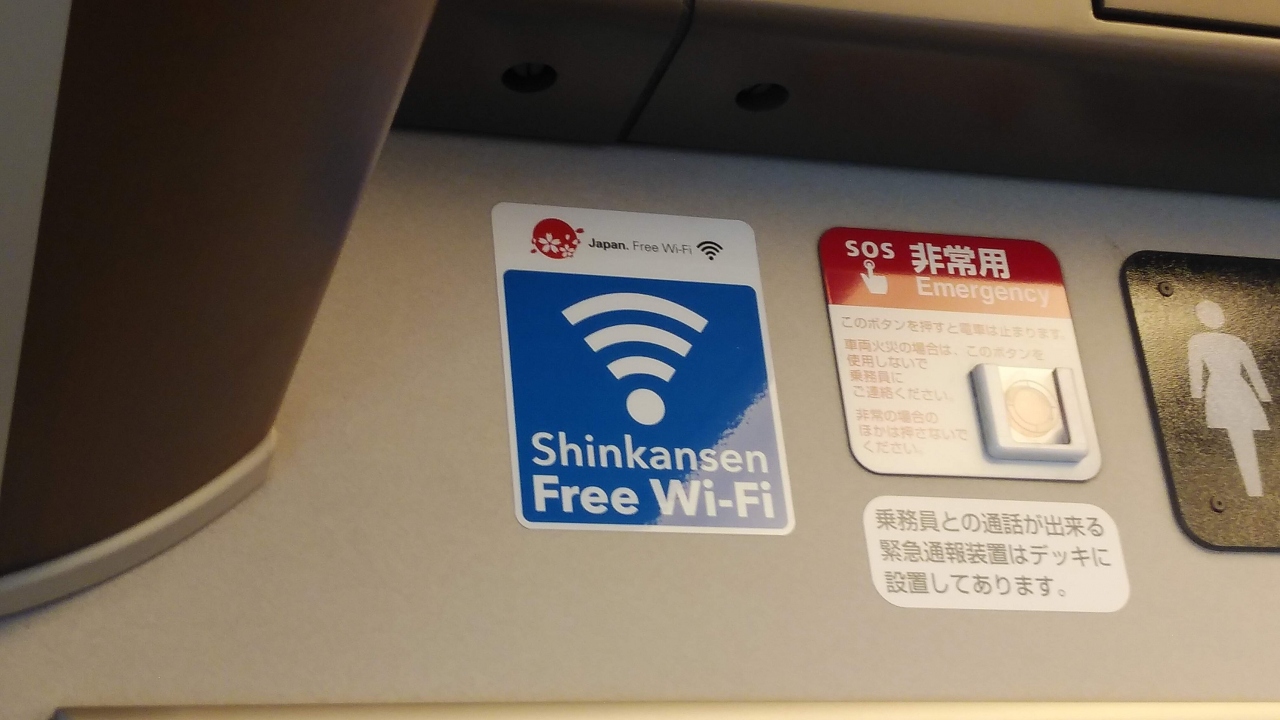 Japan. Free Wi-Fi
Shinkansen
Free Wi-Fi
SOS 非常用
Emergency
このボタンを押すと電車は止まります。
車両火災の場合は、このボタンを
使用しないで
乗務員に
ご連絡ください。
非常の場合の
ほかは押さないで
ください。
乗務員との通話が出来る
緊急通報装置はデッキに
設置してあります。